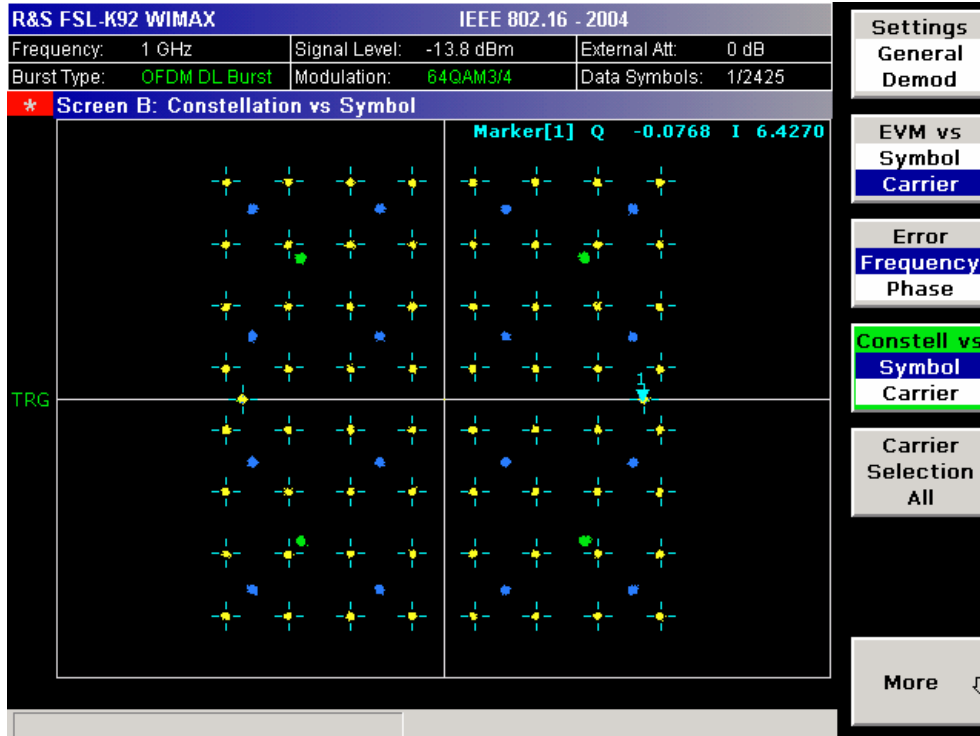 R&S FSL-K92 WIMAX IEEE 802.16 - 2004
Frequency: 1 GHz Signal Level: -13.8 dBm External Att: 0 dB
Burst Type: OFDM DL Burst Modulation: 64QAM3/4 Data Symbols: 1/2425
* Screen B: Constellation vs Symbol
Marker[1] Q -0.0768 I 6.4270
1
TRG
Settings
General
Demod
EVM vs
Symbol
Carrier
Error
Frequency
Phase
Constell vs
Symbol
Carrier
Carrier
Selection
All
More